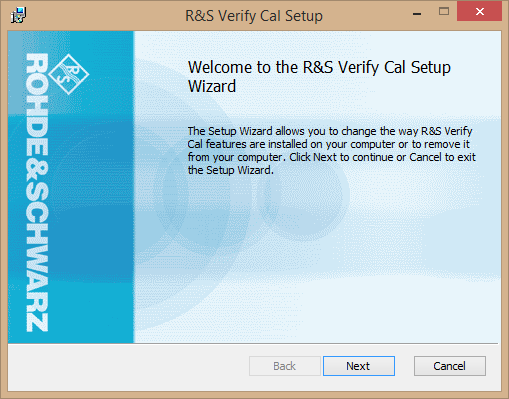 R&S Verify Cal Setup
ROHDE&SCHWARZ
R&S
Welcome to the R&S Verify Cal Setup
Wizard
The Setup Wizard allows you to change the way R&S Verify
Cal features are installed on your computer or to remove it
from your computer. Click Next to continue or Cancel to exit
the Setup Wizard.
Back
Next
Cancel